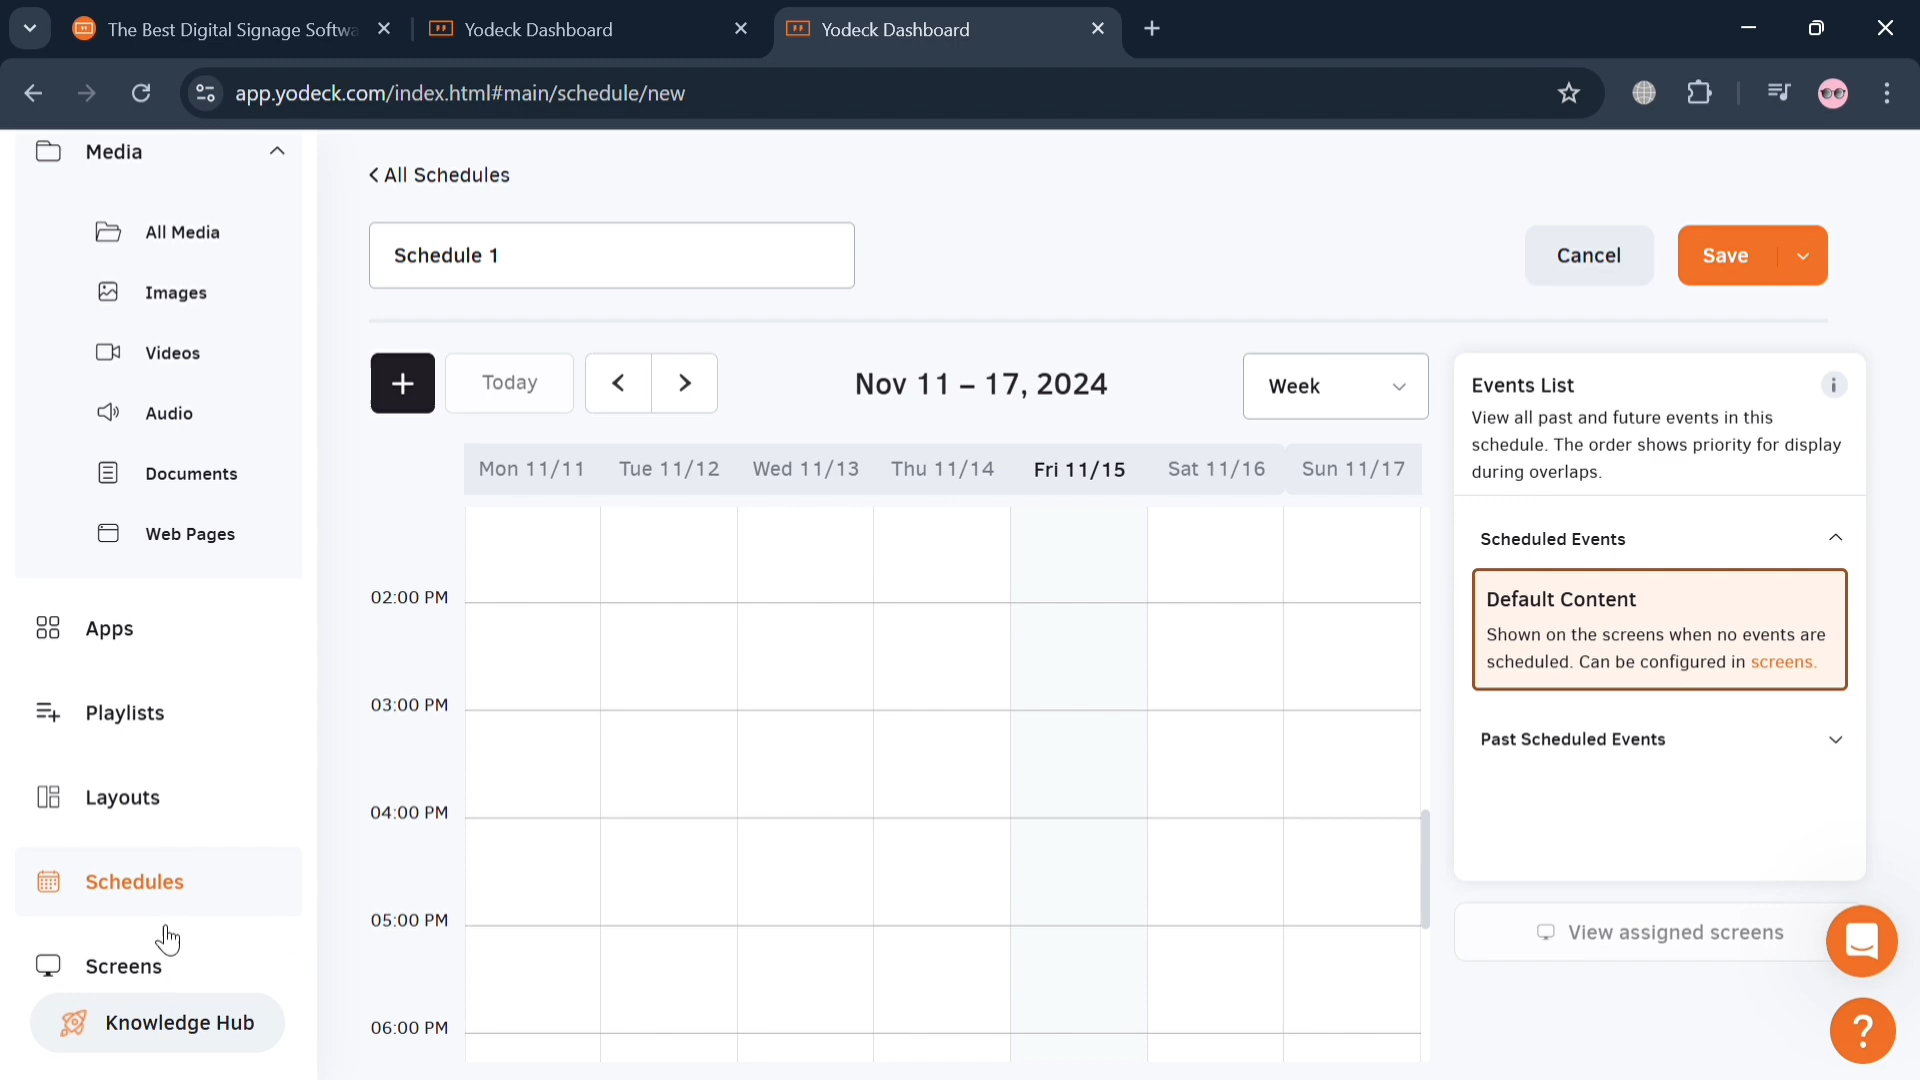 The Best Digital Signage Softwa
Yodeck Dashboard
Yodeck Dashboard
app.yodeck.com/index.html#main/schedule/new
Media
All Media
Images
Videos
Audio
Documents
Web Pages
Apps
Playlists
Layouts
Schedules
Screens
Knowledge Hub
< All Schedules
Schedule 1
Cancel
Save
+
Today
<
>
Nov 11 – 17, 2024
Week
Mon 11/11 Tue 11/12 Wed 11/13 Thu 11/14 Fri 11/15 Sat 11/16 Sun 11/17
02:00 PM
03:00 PM
04:00 PM
05:00 PM
06:00 PM
Events List
i
View all past and future events in this
schedule. The order shows priority for display
during overlaps.
Scheduled Events
Default Content
Shown on the screens when no events are
scheduled. Can be configured in screens.
Past Scheduled Events
View assigned screens
?